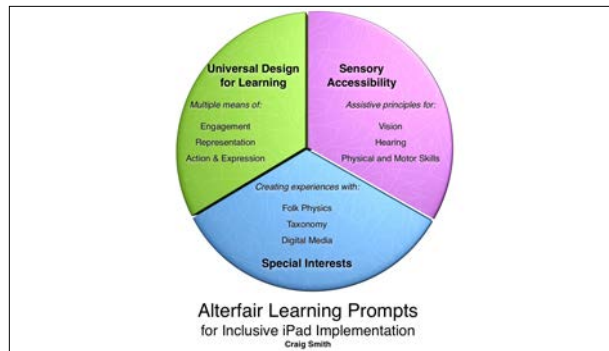 Universal Design
for Learning
Multiple means of:
Engagement
Representation
Action & Expression
Sensory
Accessibility
Assistive principles for:
Vision
Hearing
Physical and Motor Skills
Creating experiences with:
Folk Physics
Taxonomy
Digital Media
Special Interests
Alterfair Learning Prompts
for Inclusive iPad Implementation
Craig Smith